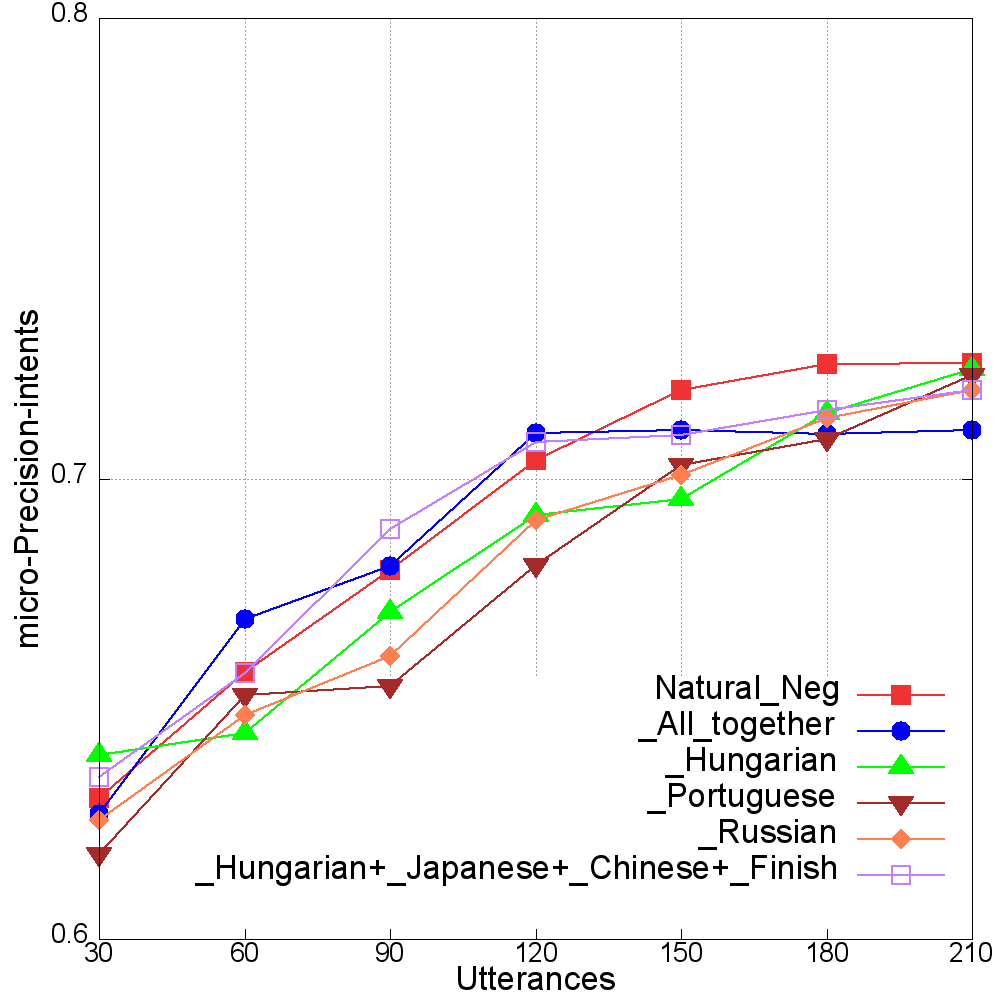 0.8
0.7
0.6
micro-Precision-intents
30 60 90 120 150 180 210
Utterances
Natural_Neg
_All_together
_Hungarian
_Portuguese
_Russian
_Hungarian+_Japanese+_Chinese+_Finish